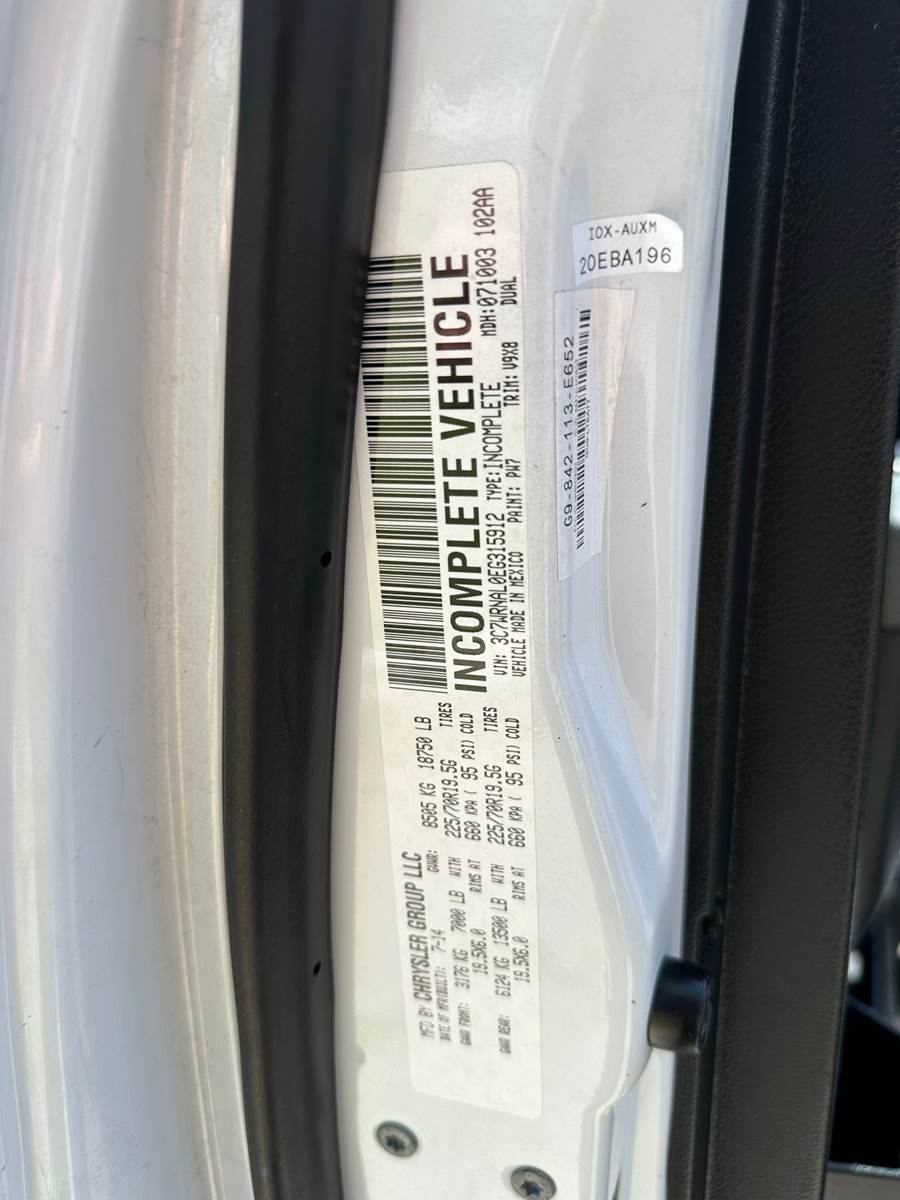 MFD BY CHRYSLER GROUP LLC
DATE OF MFR(BUILT): 7-14 GVWR: 8505 KG 18750 LB
GAWR FRONT: 3176 KG 7000 LB WITH 225/70R19.5G TIRES
19.5X6.0 RIMS AT 660 KPA ( 95 PSI) COLD
GAWR REAR: 6124 KG 13500 LB WITH 225/70R19.5G TIRES
19.5X6.0 RIMS AT 660 KPA ( 95 PSI) COLD
INCOMPLETE VEHICLE
MDH:071003 102AA
VIN: 3C7WRNAL0EG315912 TYPE:INCOMPLETE DUAL
VEHICLE MADE IN MEXICO PAINT: PW7 TRIM: V9X8
IOX-AUXM
20EBA196
G9-842-113-E652